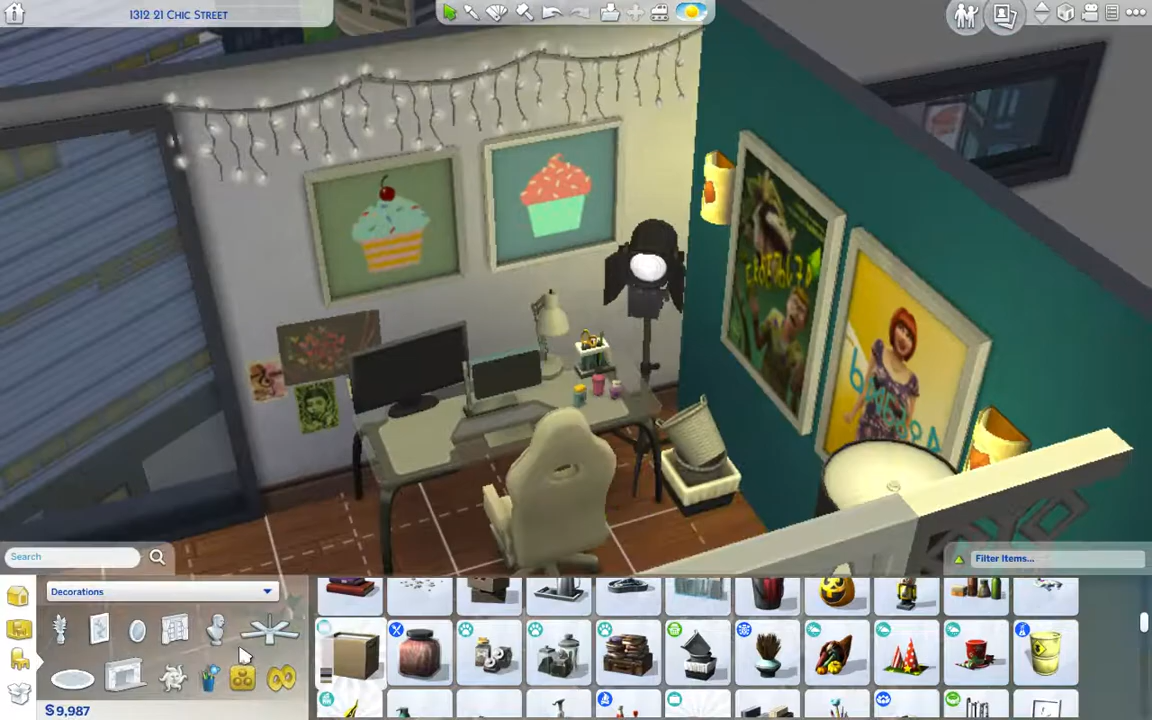 1312 21 CHIC STREET
Search
Filter Items...
Decorations
§9,987